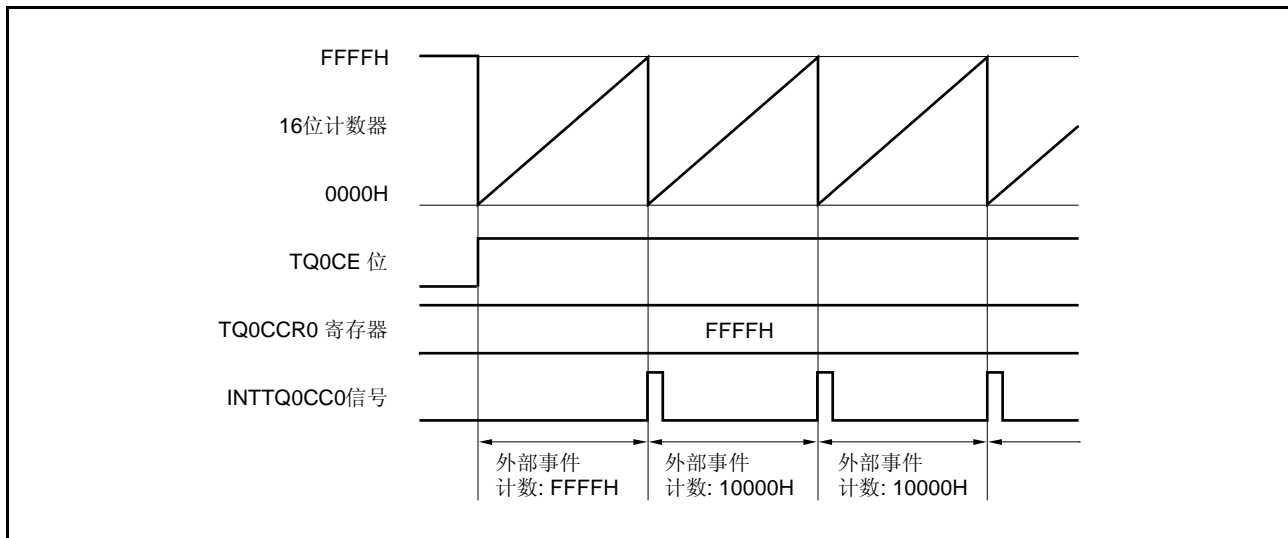 FFFFH
16位计数器
0000H
TQ0CE 位
TQ0CCR0 寄存器
FFFFH
INTTQ0CC0信号
外部事件
计数: FFFFH
外部事件
计数: 10000H
外部事件
计数: 10000H